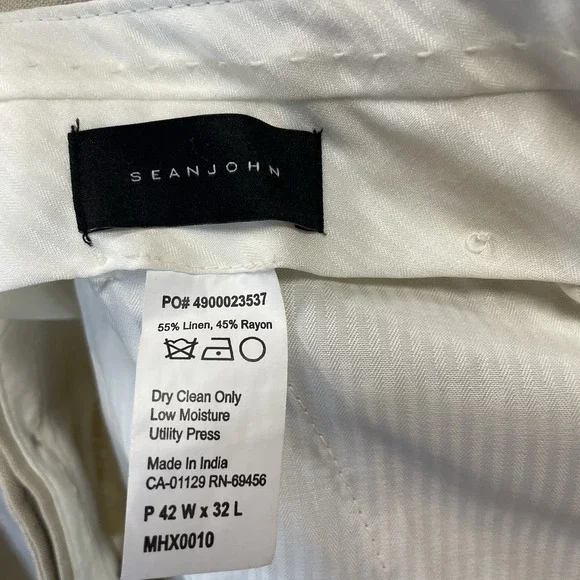 SEANJOHN
PO# 4900023537
55% Linen, 45% Rayon
Dry Clean Only
Low Moisture
Utility Press
Made In India
CA-01129 RN-69456
P 42 W x 32 L
MHX0010